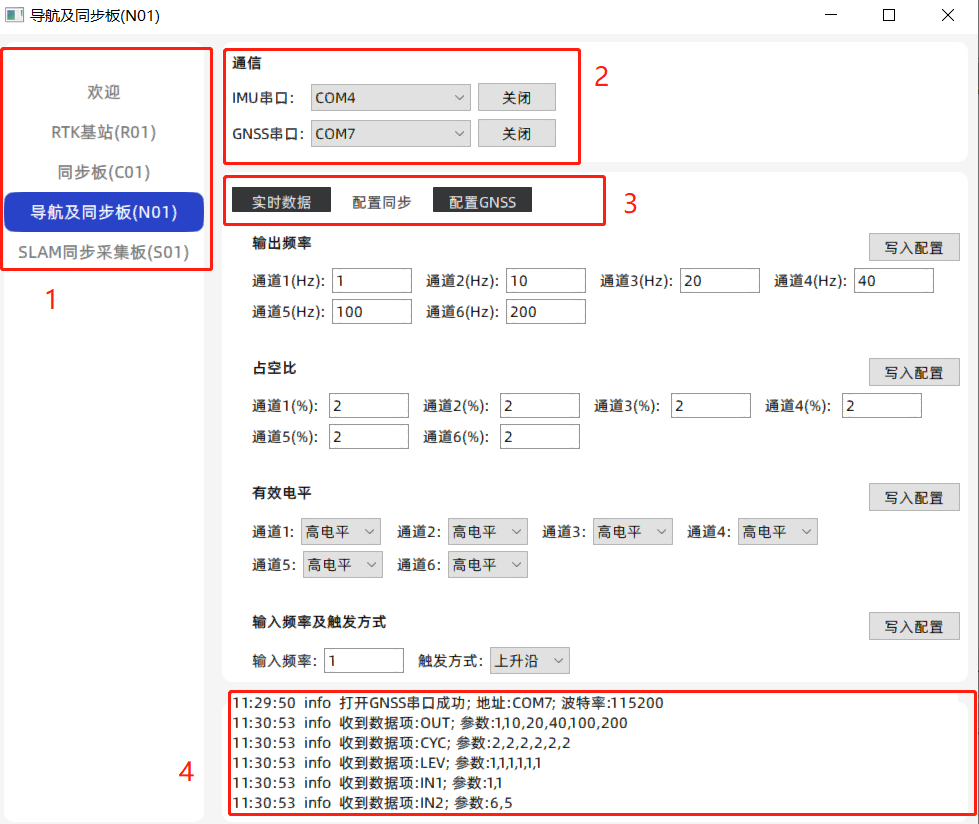 导航及同步板(N01)
欢迎
RTK基站(R01)
同步板(C01)
导航及同步板(N01)
SLAM同步采集板(S01)
1
通信
IMU串口: COM4 关闭
GNSS串口: COM7 关闭
2
实时数据 配置同步 配置GNSS
3
输出频率 写入配置
通道1(Hz): 1 通道2(Hz): 10 通道3(Hz): 20 通道4(Hz): 40
通道5(Hz): 100 通道6(Hz): 200
占空比 写入配置
通道1(%): 2 通道2(%): 2 通道3(%): 2 通道4(%): 2
通道5(%): 2 通道6(%): 2
有效电平 写入配置
通道1: 高电平 通道2: 高电平 通道3: 高电平 通道4: 高电平
通道5: 高电平 通道6: 高电平
输入频率及触发方式 写入配置
输入频率: 1 触发方式: 上升沿
11:29:50 info 打开GNSS串口成功; 地址:COM7; 波特率:115200
11:30:53 info 收到数据项:OUT; 参数:1,10,20,40,100,200
11:30:53 info 收到数据项:CYC; 参数:2,2,2,2,2,2
11:30:53 info 收到数据项:LEV; 参数:1,1,1,1,1,1
11:30:53 info 收到数据项:IN1; 参数:1,1
11:30:53 info 收到数据项:IN2; 参数:6,5
4